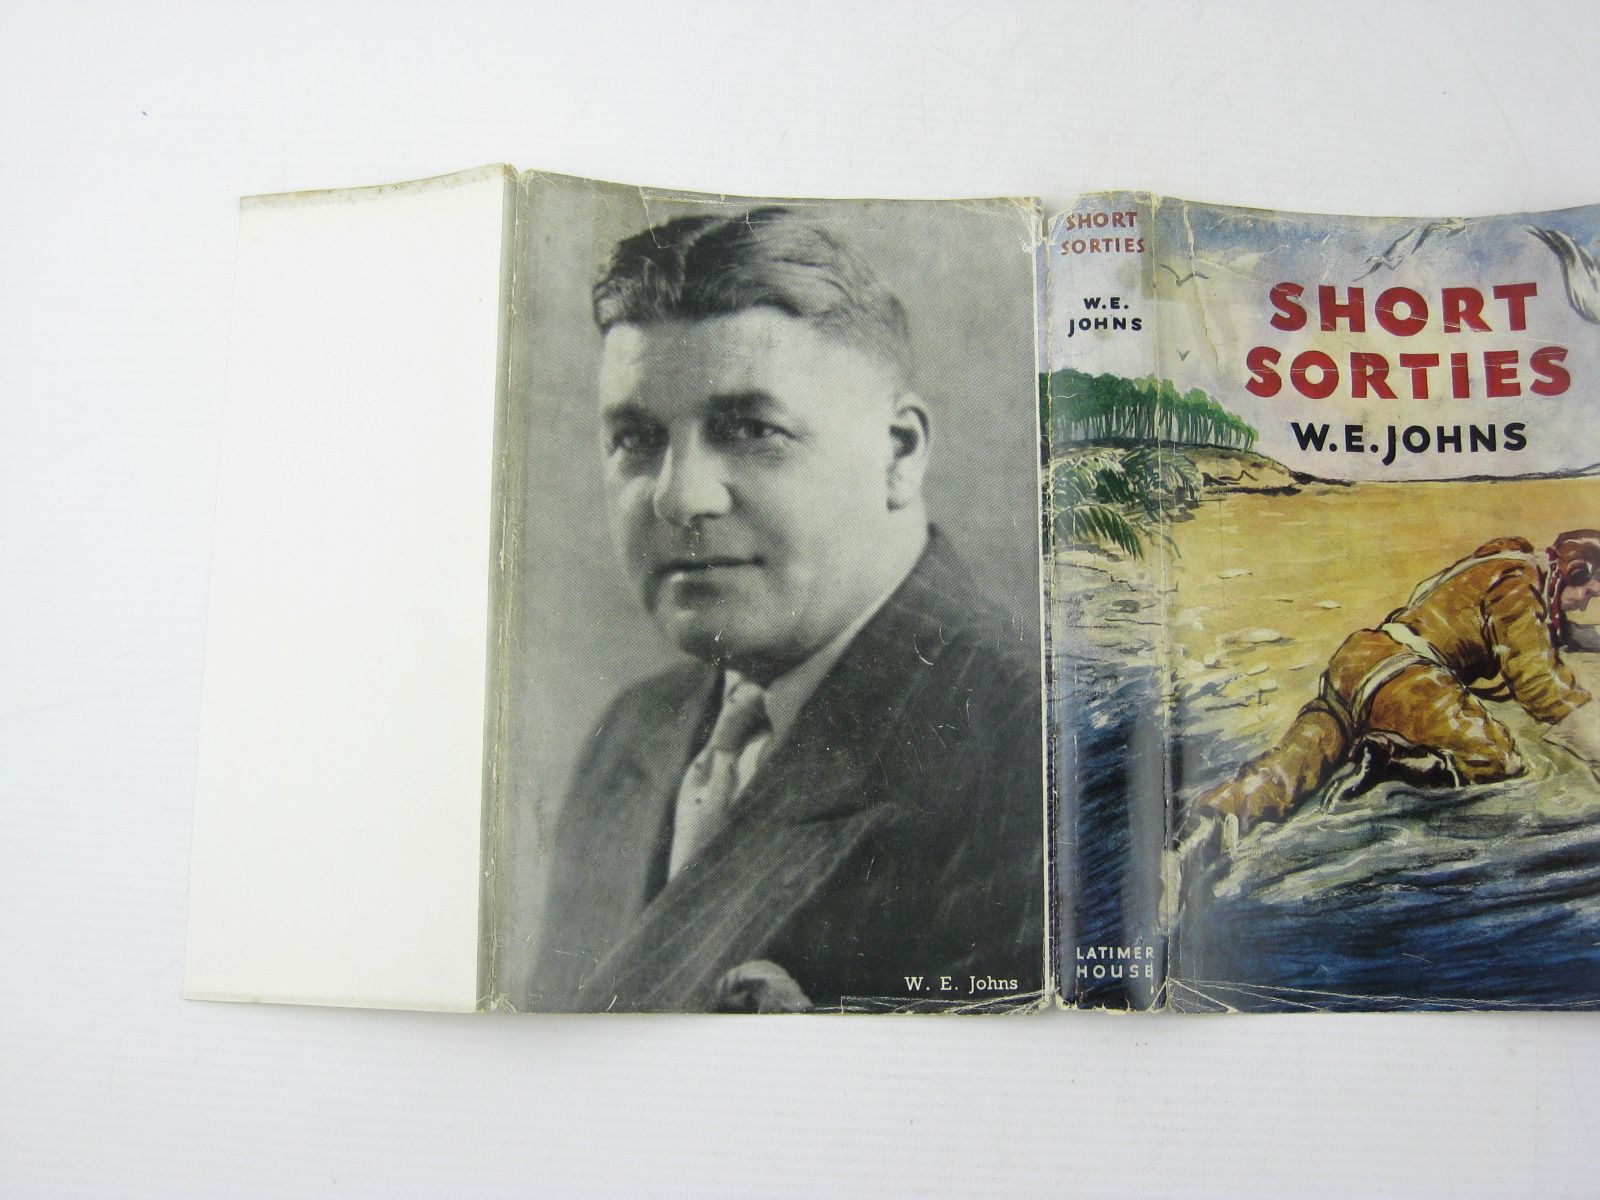 W. E. Johns
SHORT
SORTIES
W.E.
JOHNS
LATIMER
HOUSE
SHORT
SORTIES
W.E.JOHNS